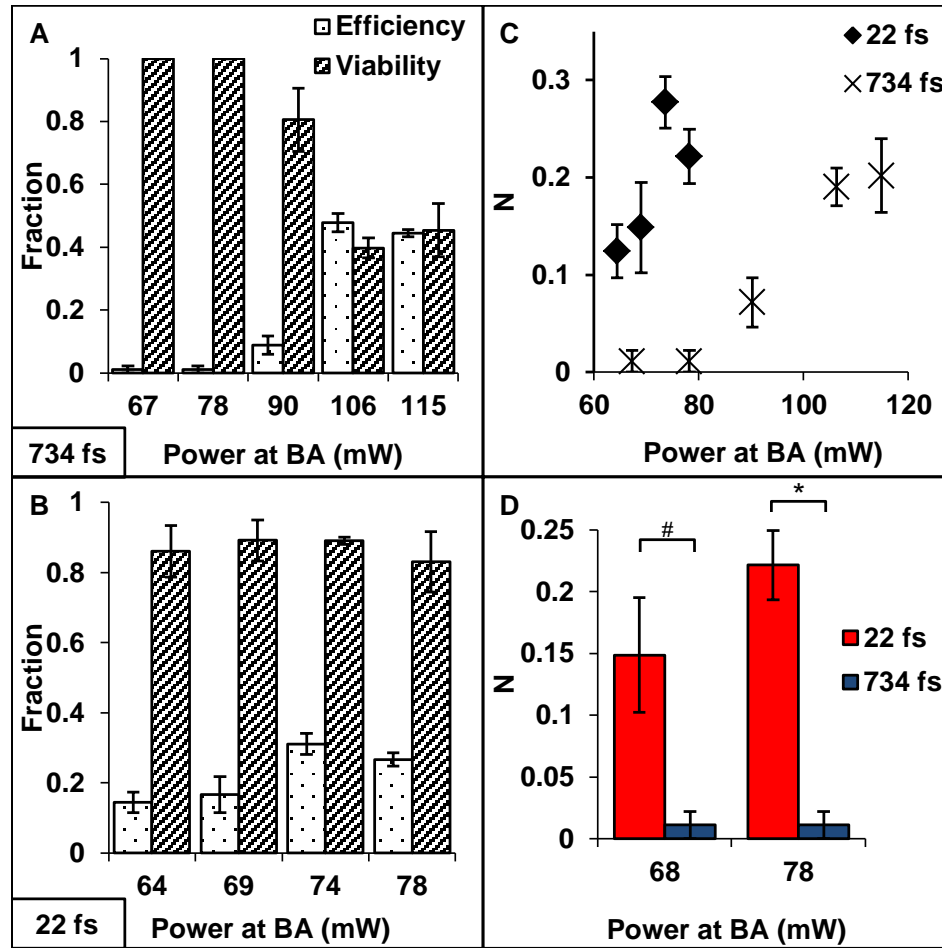 A
Efficiency
Viability
1
0.8
0.6
0.4
0.2
0
Fraction
67 78 90 106 115
734 fs
Power at BA (mW)
C
22 fs
734 fs
0.3
0.2
0.1
0
N
60 80 100 120
Power at BA (mW)
B
1
0.8
0.6
0.4
0.2
0
Fraction
64 69 74 78
22 fs
Power at BA (mW)
D
*
#
0.25
0.2
0.15
0.1
0.05
0
N
22 fs
734 fs
68 78
Power at BA (mW)